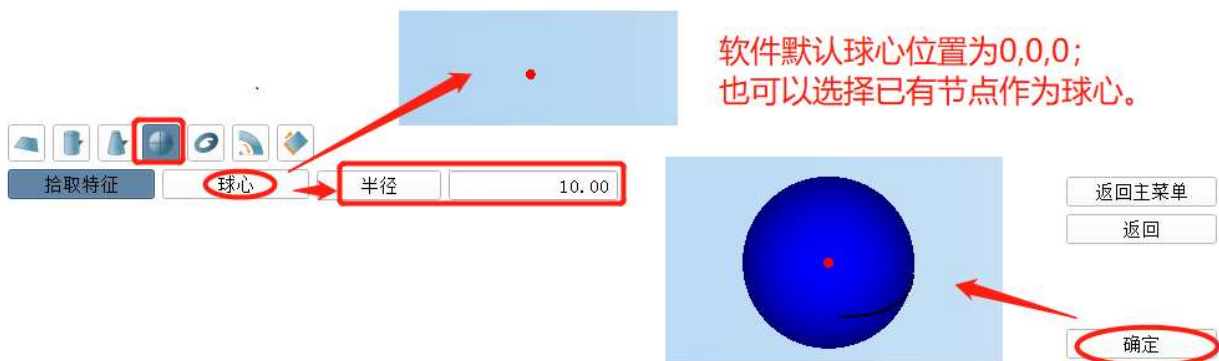 软件默认球心位置为0,0,0；
也可以选择已有节点作为球心。
拾取特征
球心
半径
10.00
返回主菜单
返回
确定